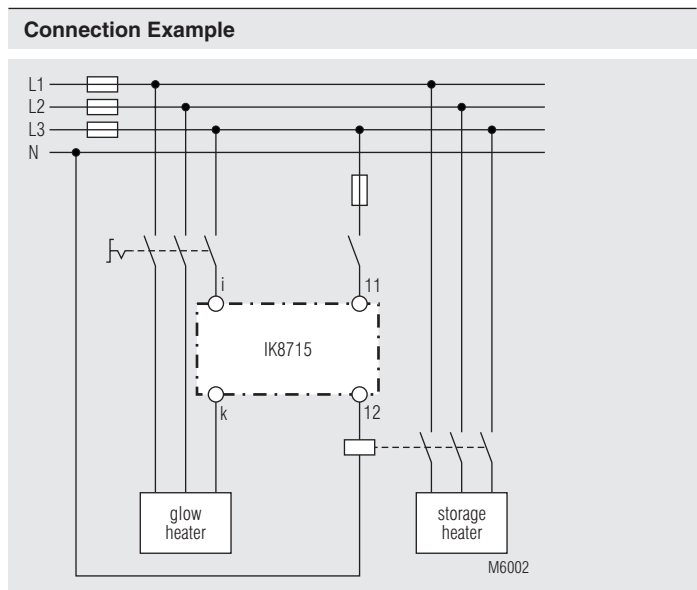 Connection Example
L1
L2
L3
N
i
11
IK8715
k
12
glow
heater
storage
heater
M6002